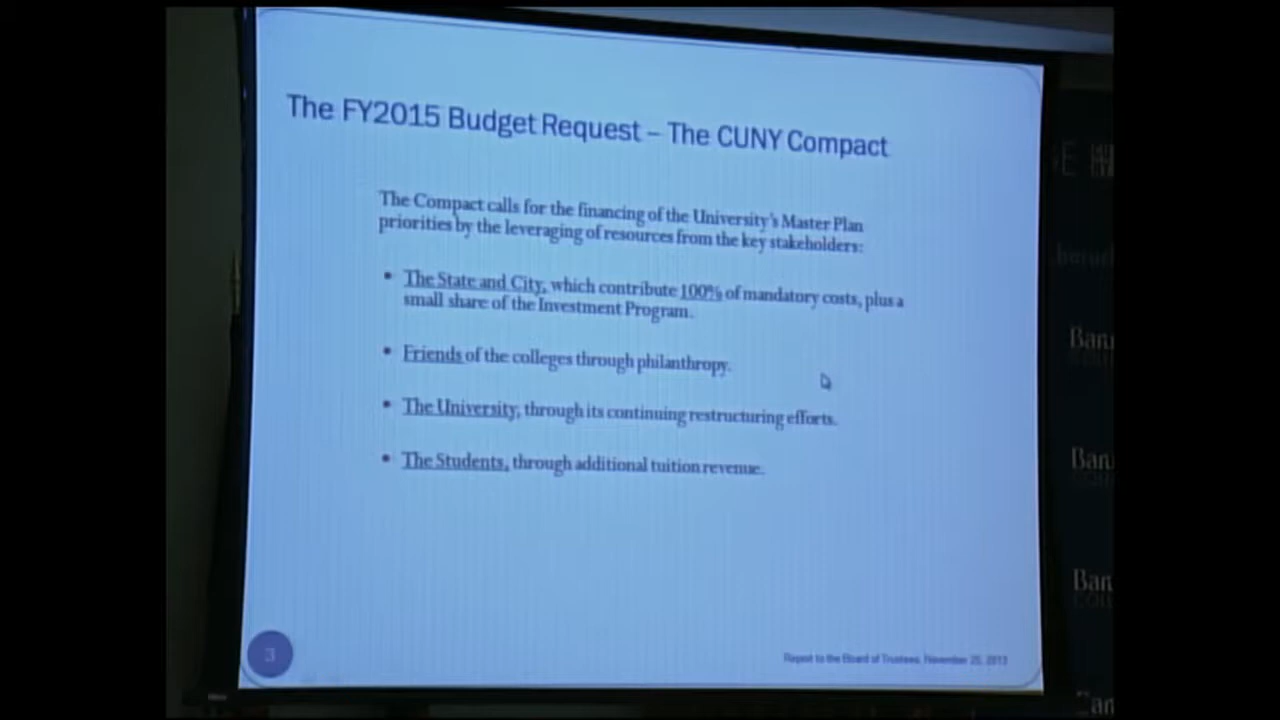 The FY2015 Budget Request – The CUNY Compact
The Compact calls for the financing of the University's Master Plan
priorities by the leveraging of resources from the key stakeholders:
• The State and City, which contribute 100% of mandatory costs, plus a
small share of the Investment Program.
• Friends of the colleges through philanthropy.
• The University, through its continuing restructuring efforts.
• The Students, through additional tuition revenue.
3
Report to the Board of Trustees, November 25, 2013